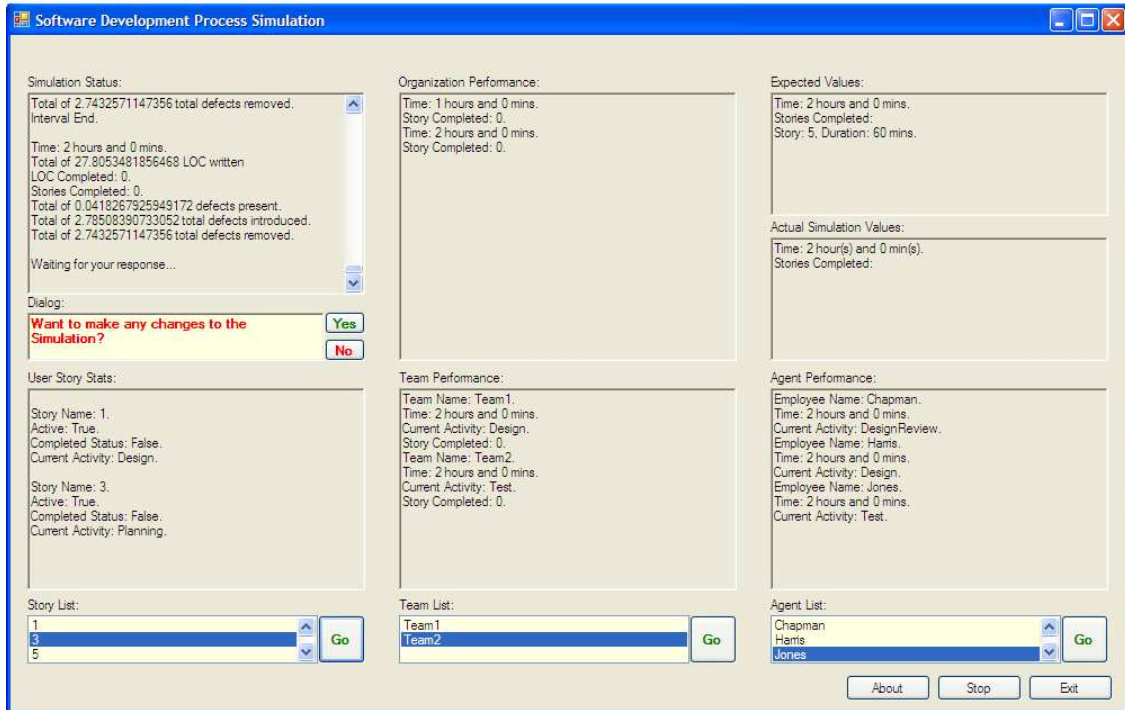 Software Development Process Simulation
Simulation Status:
Total of 2.7432571147356 total defects removed.
Interval End.
Time: 2 hours and 0 mins.
Total of 27.8053481856468 LOC written
LOC Completed: 0.
Stories Completed: 0.
Total of 0.0418267925949172 defects present.
Total of 2.78508390733052 total defects introduced.
Total of 2.7432571147356 total defects removed.
Waiting for your response...
Dialog:
Want to make any changes to the
Simulation?
Yes
No
Organization Performance:
Time: 1 hours and 0 mins.
Story Completed: 0.
Time: 2 hours and 0 mins.
Story Completed: 0.
Expected Values:
Time: 2 hours and 0 mins.
Stories Completed:
Story: 5, Duration: 60 mins.
Actual Simulation Values:
Time: 2 hour(s) and 0 min(s).
Stories Completed:
User Story Stats:
Story Name: 1.
Active: True.
Completed Status: False.
Current Activity: Design.
Story Name: 3.
Active: True.
Completed Status: False.
Current Activity: Planning.
Team Performance:
Team Name: Team1.
Time: 2 hours and 0 mins.
Current Activity: Design.
Story Completed: 0.
Team Name: Team2.
Time: 2 hours and 0 mins.
Current Activity: Test.
Story Completed: 0.
Agent Performance:
Employee Name: Chapman.
Time: 2 hours and 0 mins.
Current Activity: DesignReview.
Employee Name: Harris.
Time: 2 hours and 0 mins.
Current Activity: Design.
Employee Name: Jones.
Time: 2 hours and 0 mins.
Current Activity: Test.
Story List:
1
3
5
Go
Team List:
Team1
Team2
Go
Agent List:
Chapman
Harris
Jones
Go
About
Stop
Exit